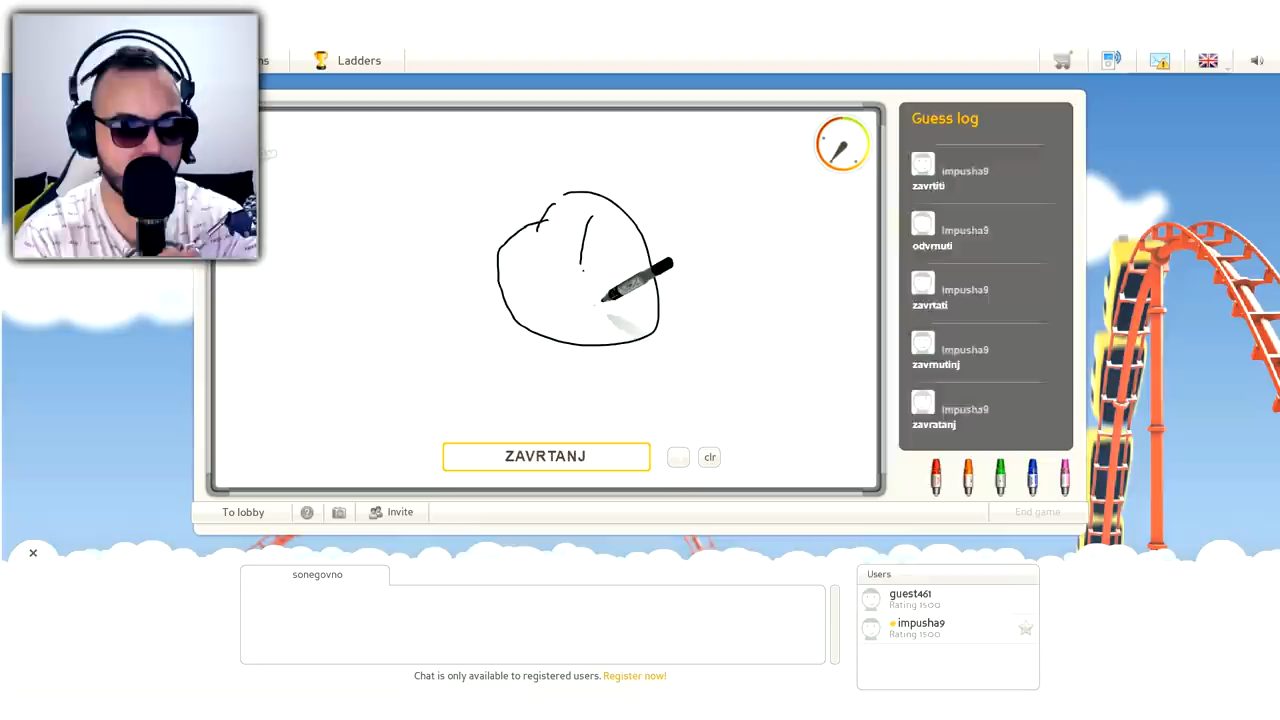 ns
Ladders
Guess log
impusha9
zavrtiti
impusha9
odvrnuti
impusha9
zavrtati
impusha9
zavrnutinj
impusha9
zavratanj
ZAVRTANJ
clr
To lobby
?
Invite
End game
sonegovno
Users
guest461
Rating 1500
impusha9
Rating 1500
Chat is only available to registered users. Register now!